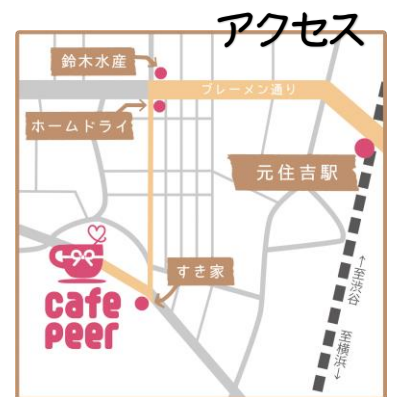 アクセス
鈴木水産
ブレーメン通り
ホームドライ
元住吉駅
すき家
←至渋谷
至横浜→
cafe
peer